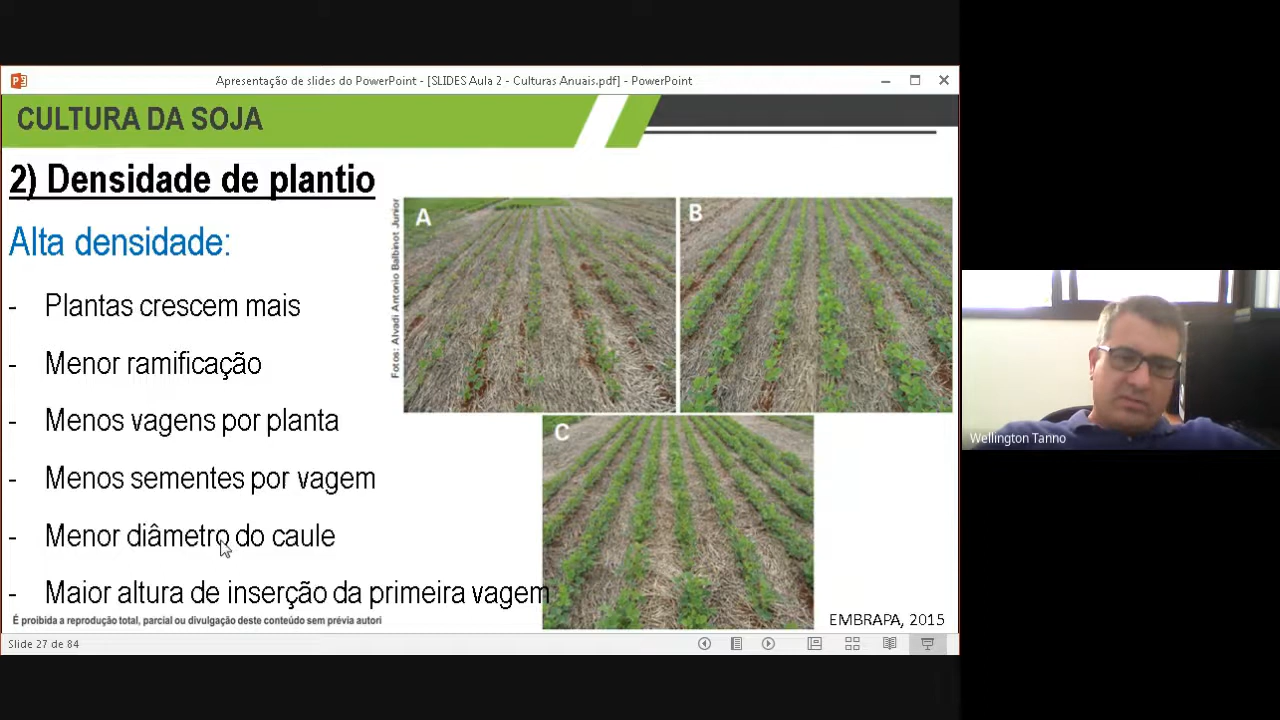 Apresentação de slides do PowerPoint - [SLIDES Aula 2 - Culturas Anuais.pdf] - PowerPoint
CULTURA DA SOJA
2) Densidade de plantio
Alta densidade:
- Plantas crescem mais
- Menor ramificação
- Menos vagens por planta
- Menos sementes por vagem
- Menor diâmetro do caule
- Maior altura de inserção da primeira vagem
Fotos: Alvadi Antonio Balbinot Junior
A
B
C
EMBRAPA, 2015
É proibida a reprodução total, parcial ou divulgação deste conteúdo sem prévia autori
Slide 27 de 84
Wellington Tanno